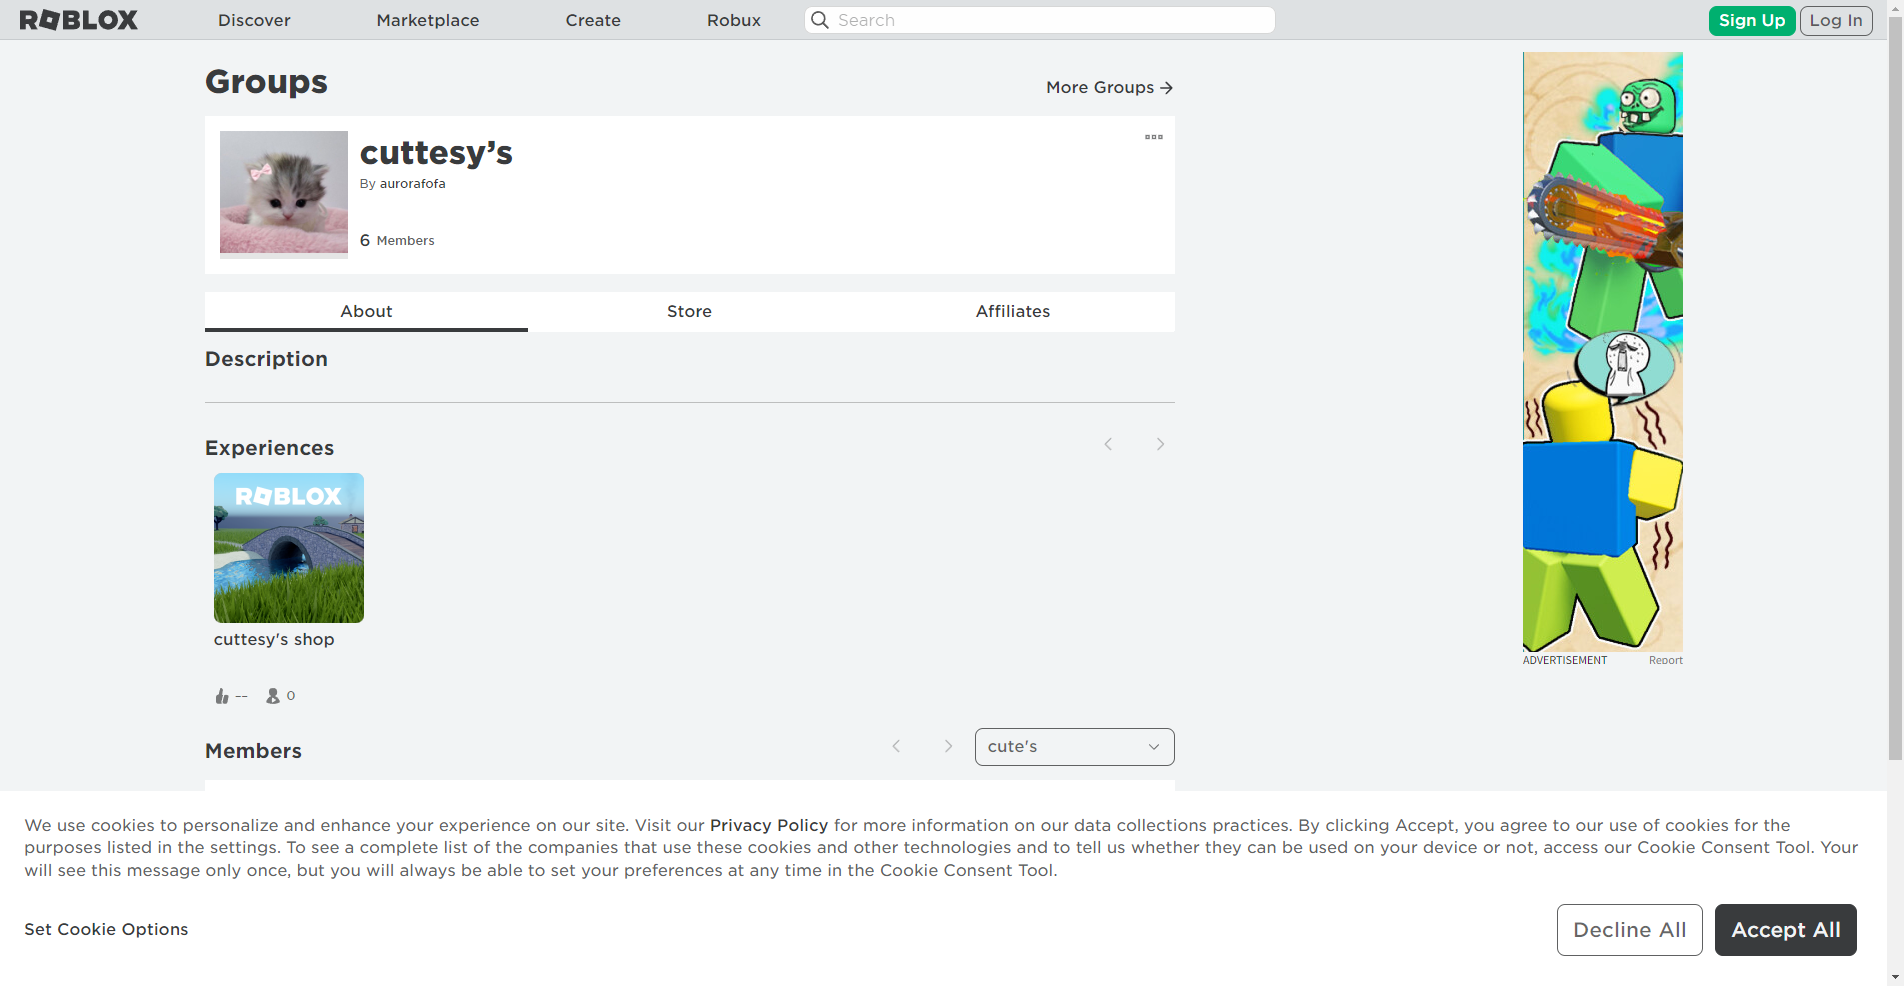 ROBLOX
Discover
Marketplace
Create
Robux
Search
Sign Up
Log In
Groups
More Groups
cuttesy’s
By aurorafofa
6 Members
About
Store
Affiliates
Description
Experiences
ROBLOX
cuttesy's shop
--
0
ADVERTISEMENT
Report
Members
cute's
We use cookies to personalize and enhance your experience on our site. Visit our Privacy Policy for more information on our data collections practices. By clicking Accept, you agree to our use of cookies for the
purposes listed in the settings. To see a complete list of the companies that use these cookies and other technologies and to tell us whether they can be used on your device or not, access our Cookie Consent Tool. Your
will see this message only once, but you will always be able to set your preferences at any time in the Cookie Consent Tool.
Set Cookie Options
Decline All
Accept All